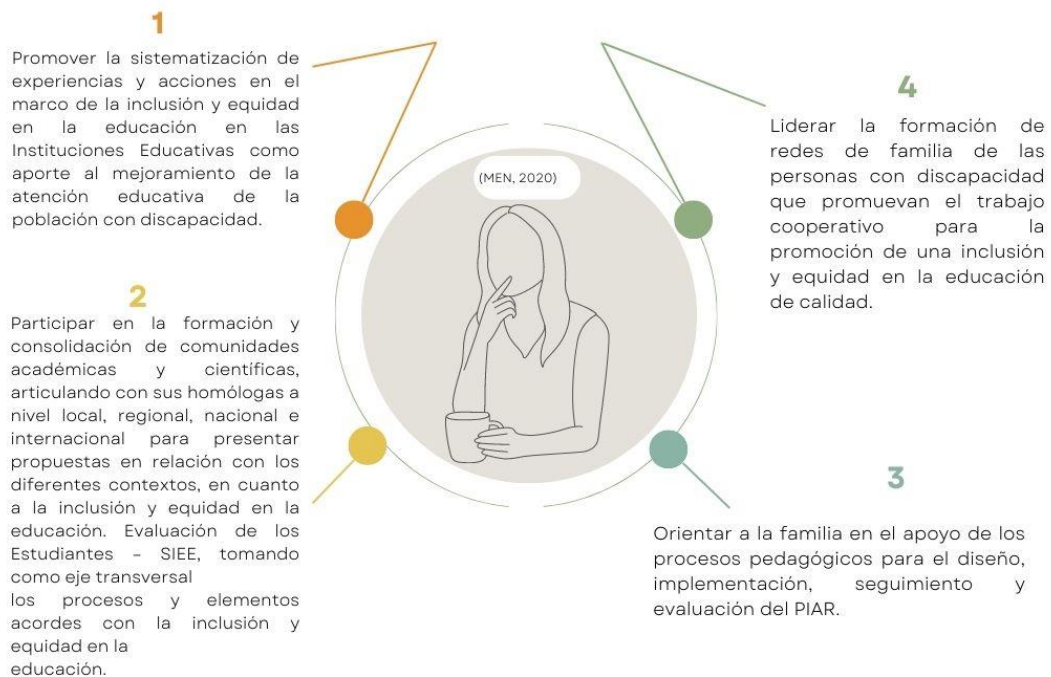 1
Promover la sistematización de
experiencias y acciones en el
marco de la inclusión y equidad
en la educación en las
Instituciones Educativas como
aporte al mejoramiento de la
atención educativa de la
población con discapacidad.
2
Participar en la formación y
consolidación de comunidades
académicas y científicas,
articulando con sus homólogas a
nivel local, regional, nacional e
internacional para presentar
propuestas en relación con los
diferentes contextos, en cuanto
a la inclusión y equidad en la
educación. Evaluación de los
Estudiantes – SIEE, tomando
como eje transversal
los procesos y elementos
acordes con la inclusión y
equidad en la
educación.
(MEN, 2020)
3
Orientar a la familia en el apoyo de los
procesos pedagógicos para el diseño,
implementación, seguimiento y
evaluación del PIAR.
4
Liderar la formación de
redes de familia de las
personas con discapacidad
que promuevan el trabajo
cooperativo para la
promoción de una inclusión
y equidad en la educación
de calidad.